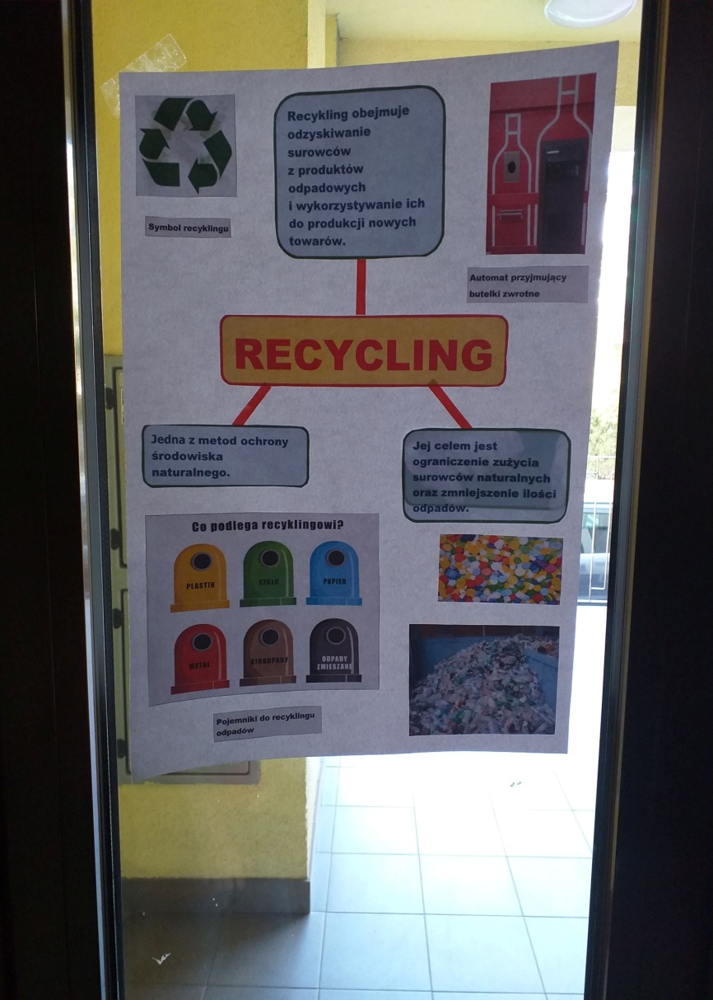 Symbol recyklingu
Recykling obejmuje
odzyskiwanie
surowców
z produktów
odpadowych
i wykorzystywanie ich
do produkcji nowych
towarów.
Automat przyjmujący
butelki zwrotne
RECYCLING
Jedna z metod ochrony
środowiska
naturalnego.
Jej celem jest
ograniczenie zużycia
surowców naturalnych
oraz zmniejszenie ilości
odpadów.
Co podlega recyklingowi?
PLASTIK
SZKŁO
PAPIER
METAL
BIOODPADY
ODPADY
ZMIESZANE
Pojemniki do recyklingu
odpadów